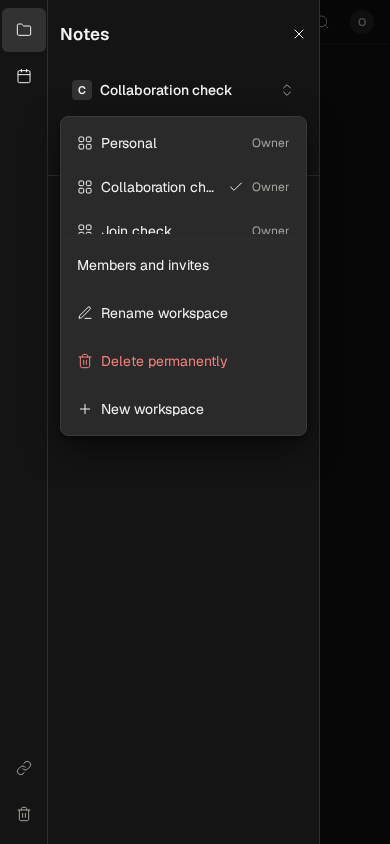 Notes
O
C Collaboration check
Personal Owner
Collaboration ch... Owner
Join check Owner
Members and invites
Rename workspace
Delete permanently
New workspace